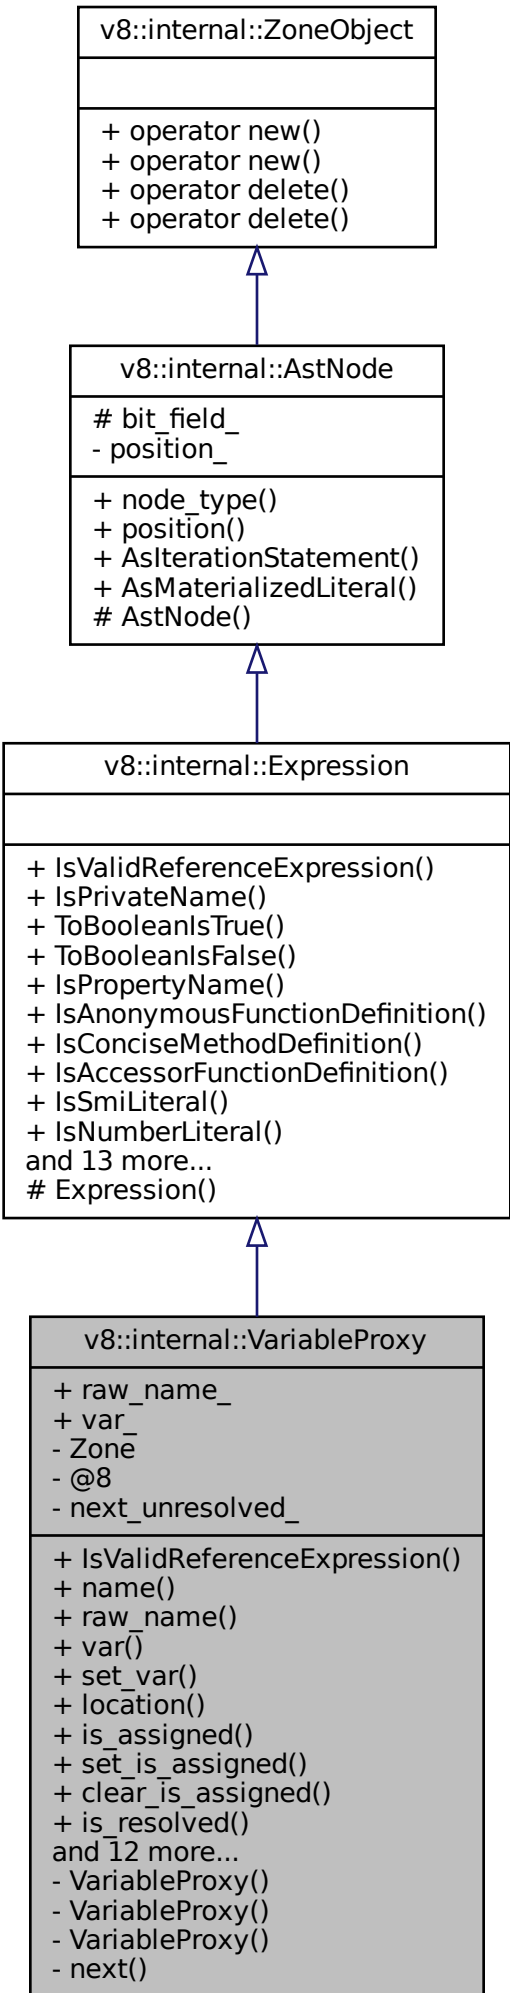 v8::internal::ZoneObject
+ operator new()
+ operator new()
+ operator delete()
+ operator delete()
v8::internal::AstNode
# bit_field_
- position_
+ node_type()
+ position()
+ AsIterationStatement()
+ AsMaterializedLiteral()
# AstNode()
v8::internal::Expression
+ IsValidReferenceExpression()
+ IsPrivateName()
+ ToBooleanIsTrue()
+ ToBooleanIsFalse()
+ IsPropertyName()
+ IsAnonymousFunctionDefinition()
+ IsConciseMethodDefinition()
+ IsAccessorFunctionDefinition()
+ IsSmiLiteral()
+ IsNumberLiteral()
and 13 more...
# Expression()
v8::internal::VariableProxy
+ raw_name_
+ var_
- Zone
- @8
- next_unresolved_
+ IsValidReferenceExpression()
+ name()
+ raw_name()
+ var()
+ set_var()
+ location()
+ is_assigned()
+ set_is_assigned()
+ clear_is_assigned()
+ is_resolved()
and 12 more...
- VariableProxy()
- VariableProxy()
- VariableProxy()
- next()